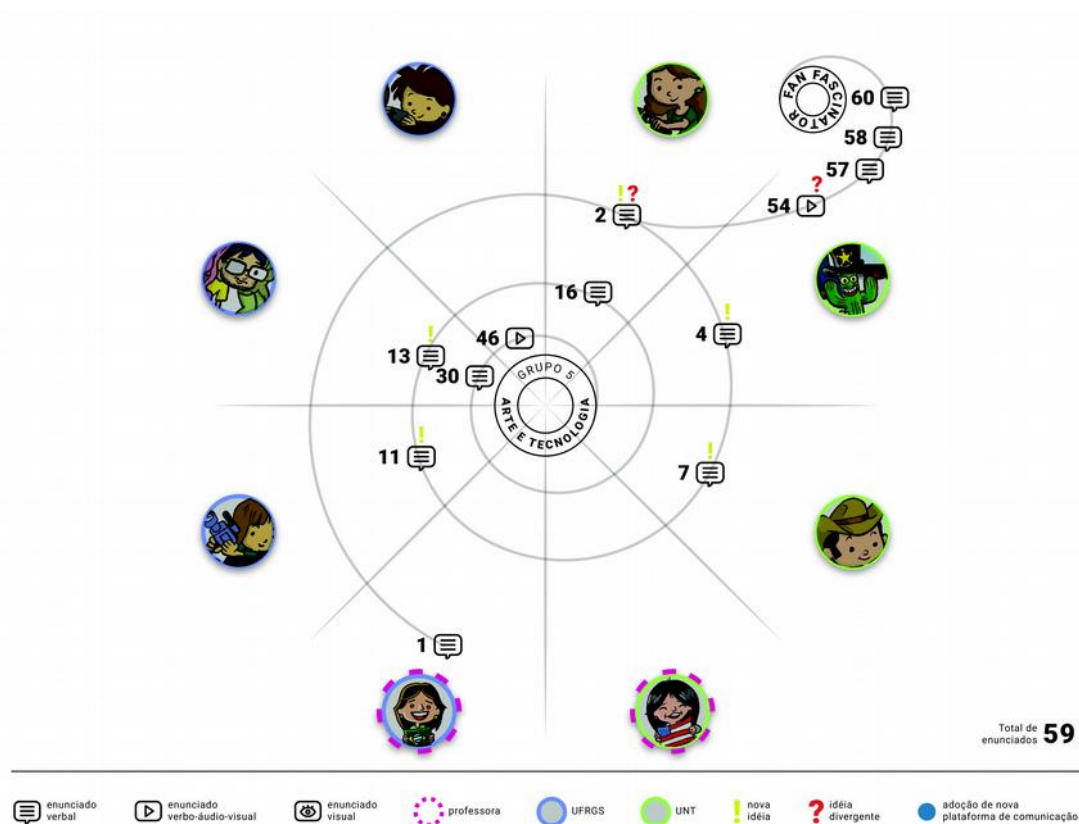 FAN FASCINATOR
60
58
57
?
54
!?
2
16
!
4
46
!
13
30
GRUPO 5
ARTE E TECNOLOGIA
!
11
!
7
1
Total de
enunciados 59
enunciado
verbal
enunciado
verbo-áudio-visual
enunciado
visual
professora
UFRGS
UNT
!
nova
idéia
?
idéia
divergente
adoção de nova
plataforma de comunicação